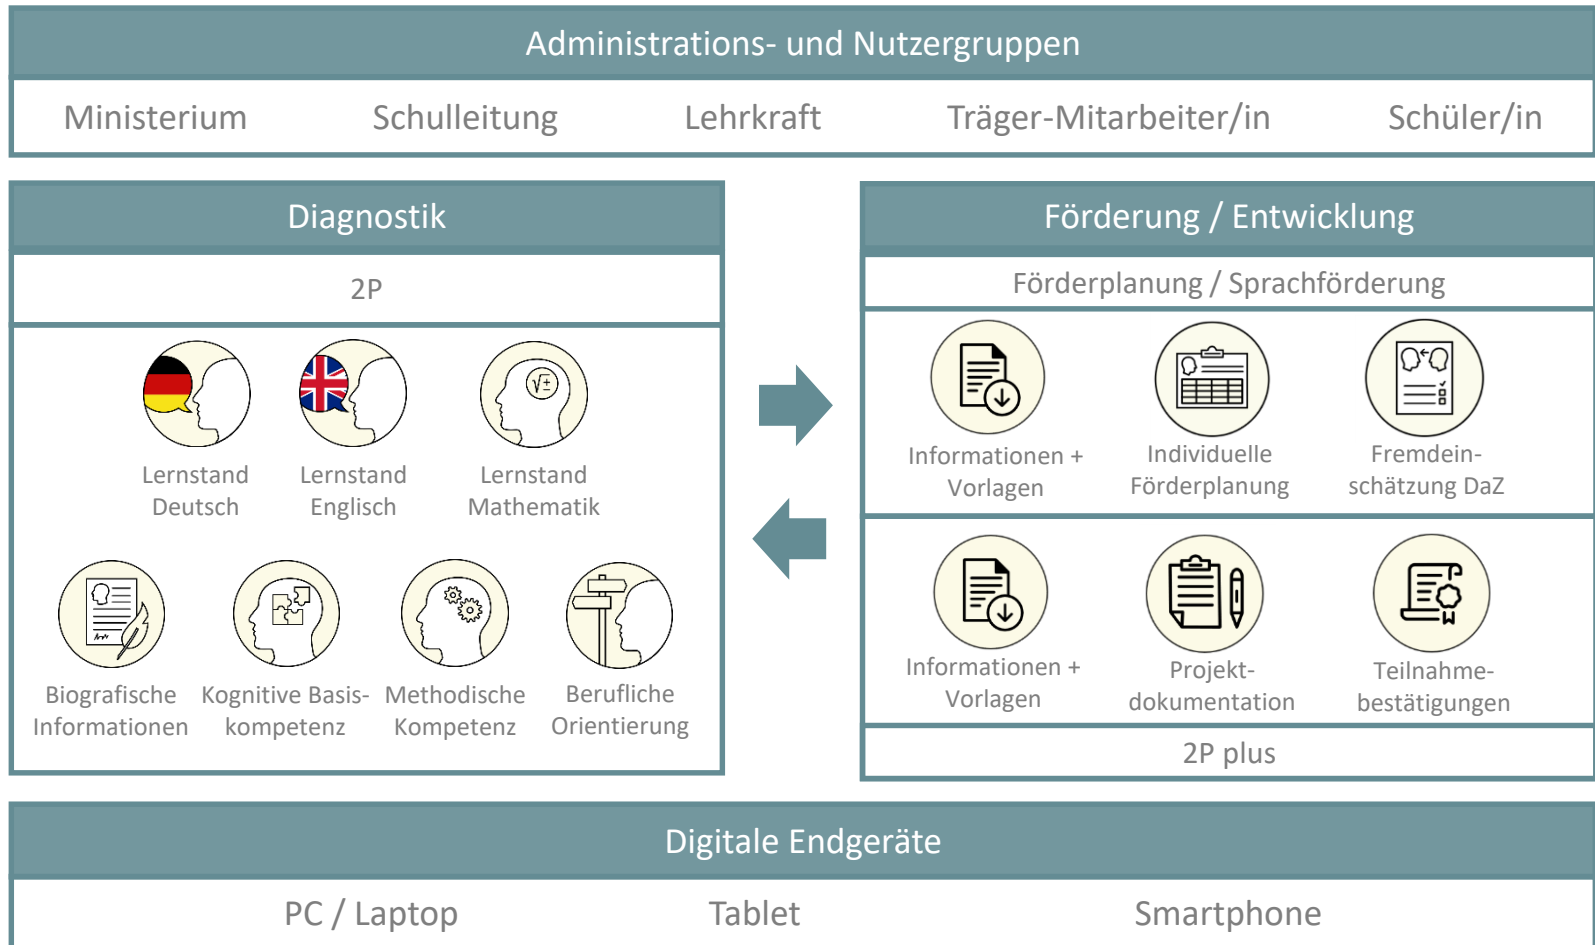 Administrations- und Nutzergruppen
Ministerium Schulleitung Lehrkraft Träger-Mitarbeiter/in Schüler/in
Diagnostik
2P
Lernstand
Deutsch
Lernstand
Englisch
√±
Lernstand
Mathematik
Biografische
Informationen
Kognitive Basis-
kompetenz
Methodische
Kompetenz
Berufliche
Orientierung
Förderung / Entwicklung
Förderplanung / Sprachförderung
Informationen +
Vorlagen
Individuelle
Förderplanung
Fremdein-
schätzung DaZ
Informationen +
Vorlagen
Projekt-
dokumentation
Teilnahme-
bestätigungen
2P plus
Digitale Endgeräte
PC / Laptop Tablet Smartphone